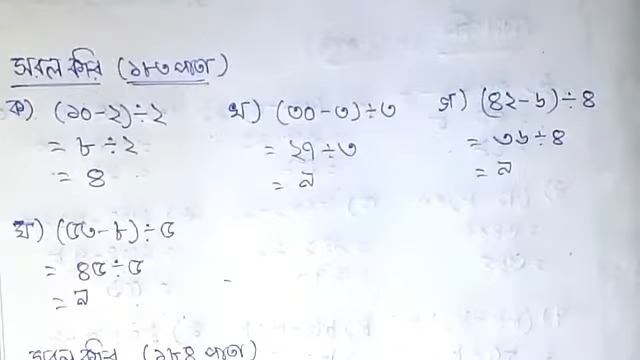 সরল করি (১৮৩ পাতা)
ক) (১০-২)÷২
= ৮÷২
= ৪
খ) (৩০-৩)÷৩
= ২৭÷৩
= ৯
গ) (৪২-৬)÷৪
= ৩৬÷৪
= ৯
ঘ) (৫৩-৮)÷৫
= ৪৫÷৫
= ৯
সরল করি (১৮৪ পাতা)